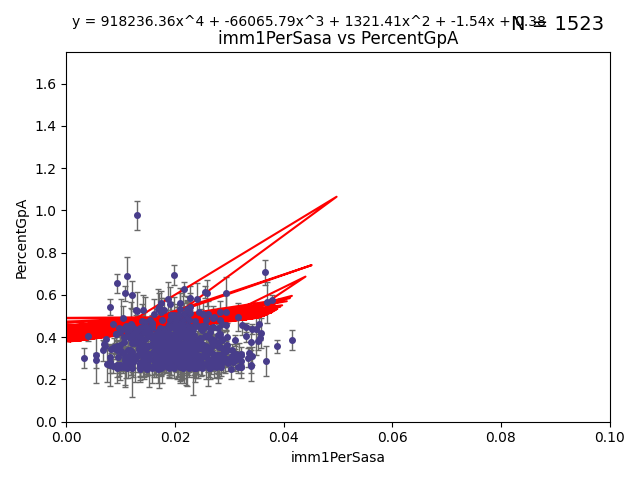 y = 918236.36x^4 + -66065.79x^3 + 1321.41x^2 + -1.54x + 0.38
N = 1523
imm1PerSasa vs PercentGpA
1.6
1.4
1.2
1.0
0.8
0.6
0.4
0.2
0.0
PercentGpA
0.00 0.02 0.04 0.06 0.08 0.10
imm1PerSasa